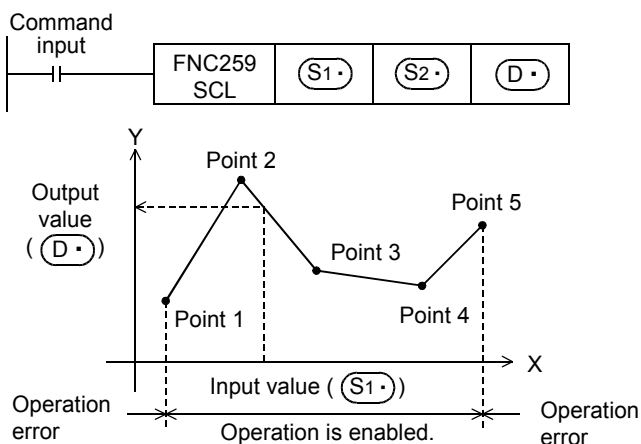 Command
input
FNC259
SCL
S1·
S2·
D·
Y
Point 2
Output
value
( D· )
Point 5
Point 3
Point 1
Point 4
X
Input value ( S1· )
Operation
error
Operation is enabled.
Operation
error